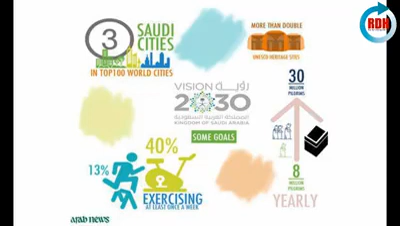 3
SAUDI
CITIES
IN TOP100 WORLD CITIES
MORE THAN DOUBLE
UNESCO HERITAGE SITES
RDH
VISION رؤيـــة
2030
المملكة العربية السعودية
KINGDOM OF SAUDI ARABIA
SOME GOALS
30
MILLION
PILGRIMS
8
MILLION
PILGRIMS
YEARLY
13%
40%
EXERCISING
AT LEAST ONCE A WEEK
ARAB NEWS